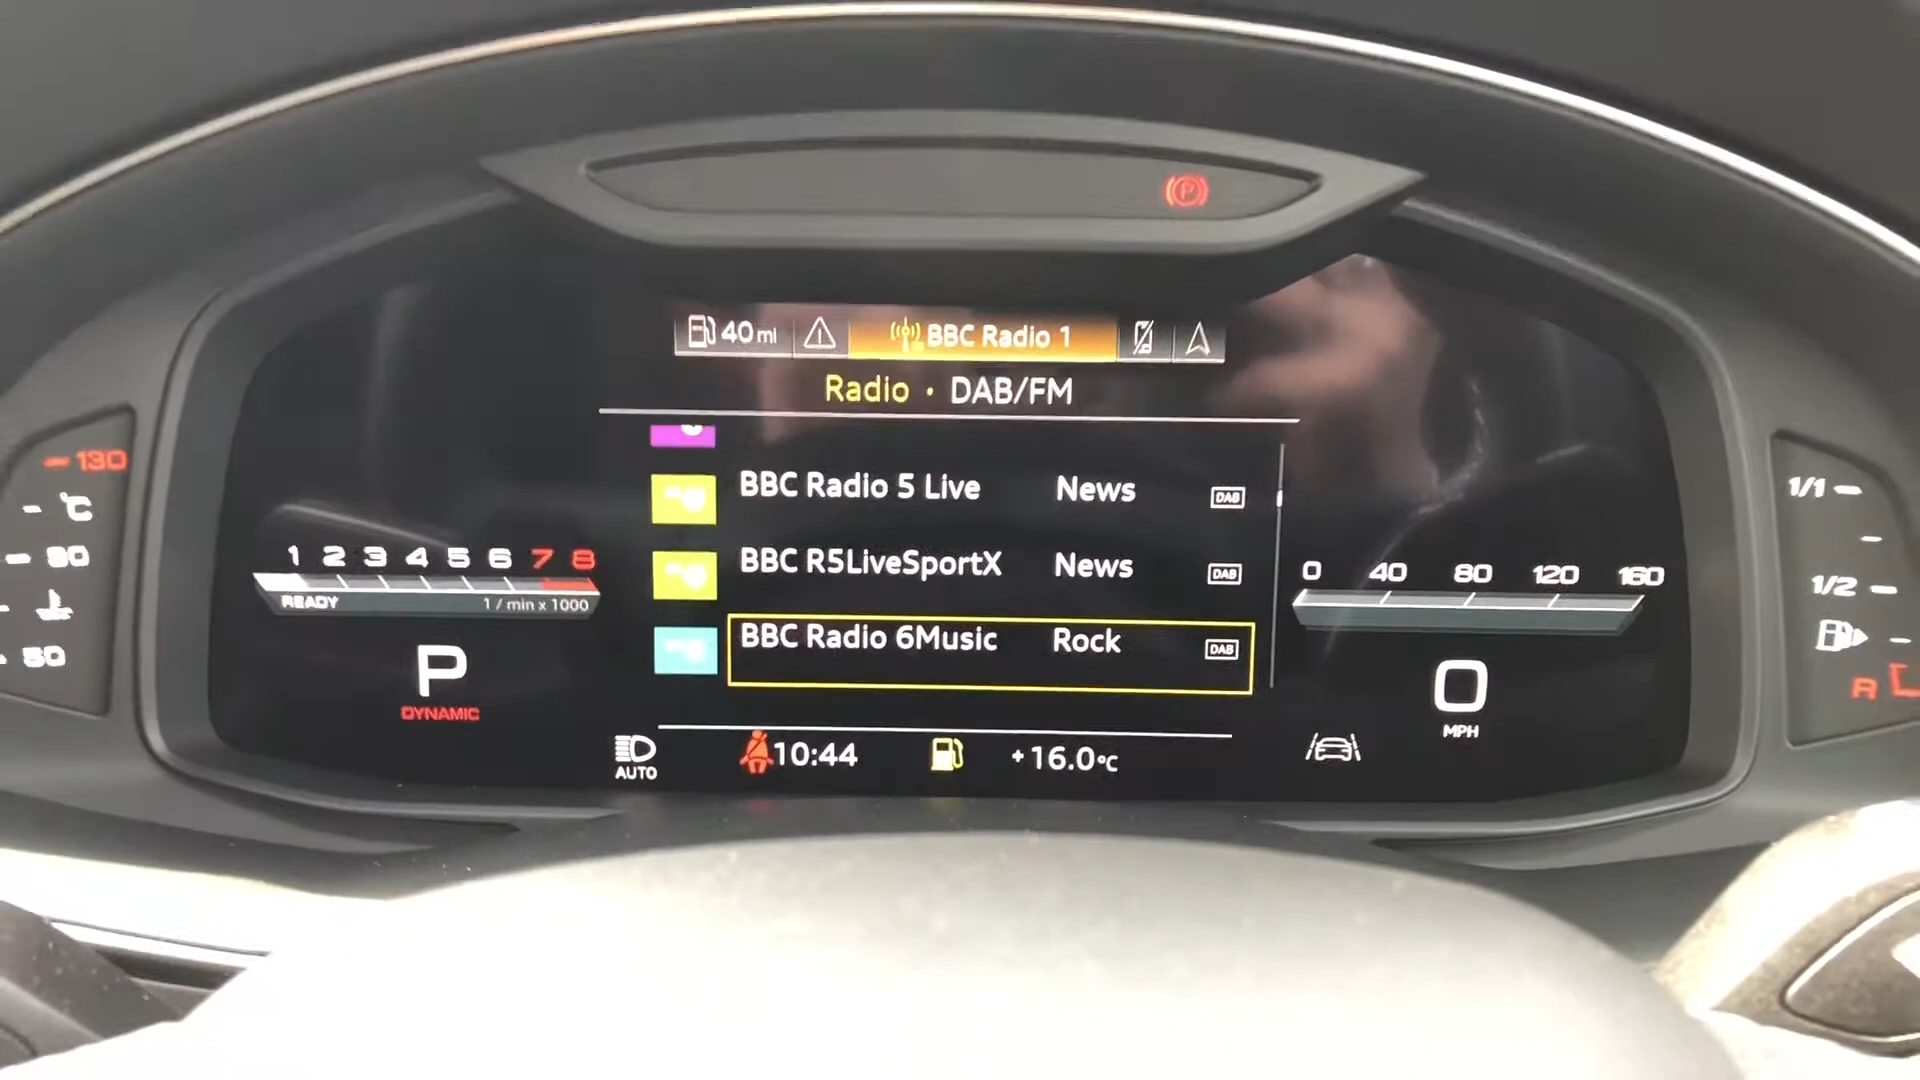 P
40 mi
BBC Radio 1
Radio · DAB/FM
BBC Radio 5 Live News DAB
BBC R5LiveSportX News DAB
BBC Radio 6Music Rock DAB
130
°C
90
50
1 2 3 4 5 6 7 8
READY 1 / min x 1000
P
DYNAMIC
0 40 80 120 160
0
MPH
AUTO
10:44
+16.0°C
1/1
1/2
R